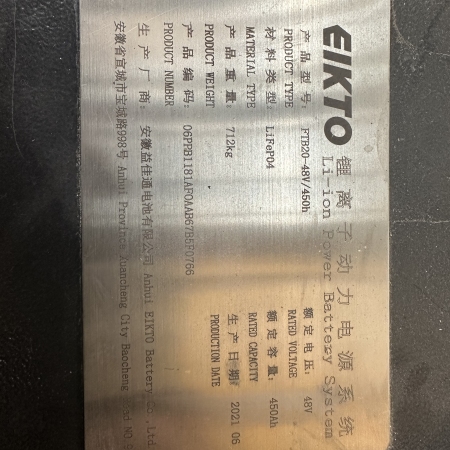 EIKTO 锂离子动力电源系统
Li-ion Power Battery System
产品型号: FTB20-48V/450h 额定电压: 48V
PRODUCT TYPE RATED VOLTAGE
材料类型: LiFePO4 额定容量: 450Ah
MATERIAL TYPE RATED CAPACITY
产品重量: 712kg 生产日期 2021 06
PRODUCT WEIGHT PRODUCTION DATE
产品编码: 06PPB1181AF0AAB67B5F0766
PRODUCT NUMBER
生产厂商: 安徽益佳通电池有限公司 Anhui EIKTO Battery Co.,Ltd
安徽省宣城市宝城路998号 Anhui Province Xuancheng City Baocheng